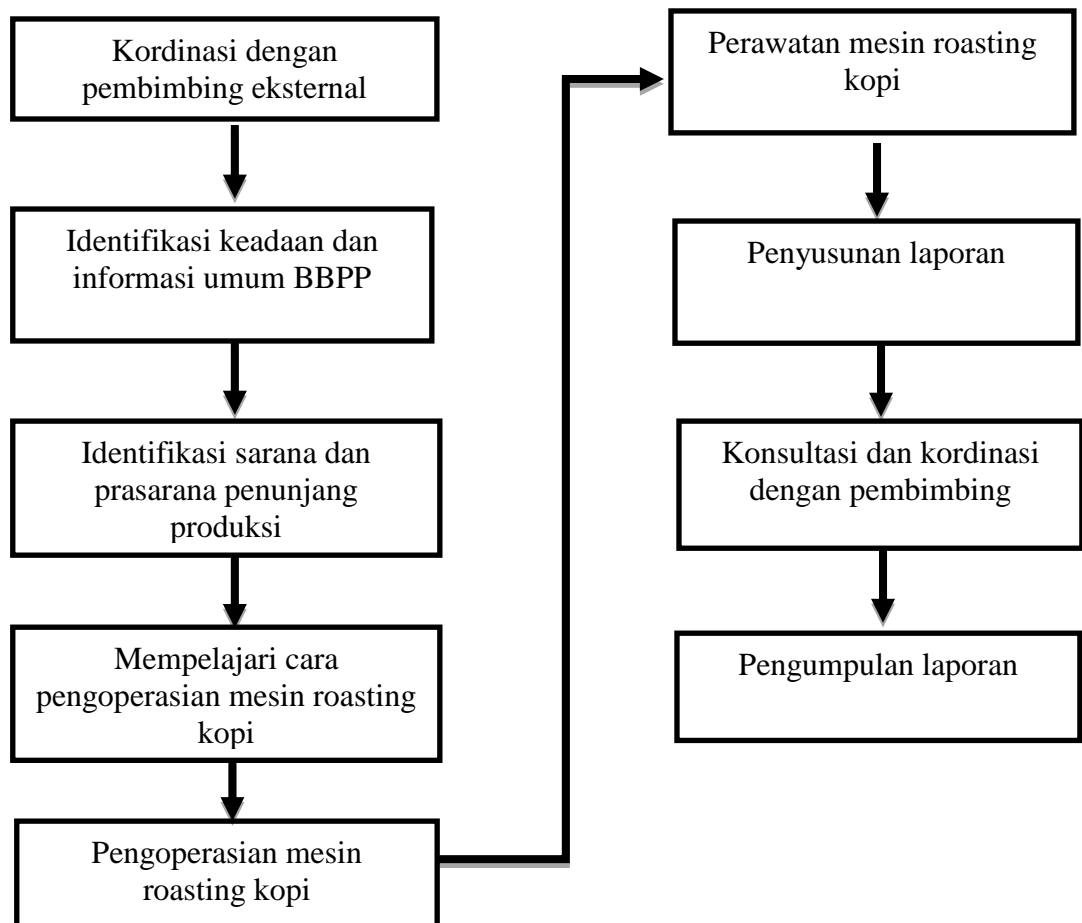 Kordinasi dengan
pembimbing eksternal
Identifikasi keadaan dan
informasi umum BBPP
Identifikasi sarana dan
prasarana penunjang
produksi
Mempelajari cara
pengoperasian mesin roasting
kopi
Pengoperasian mesin
roasting kopi
Perawatan mesin roasting
kopi
Penyusunan laporan
Konsultasi dan kordinasi
dengan pembimbing
Pengumpulan laporan